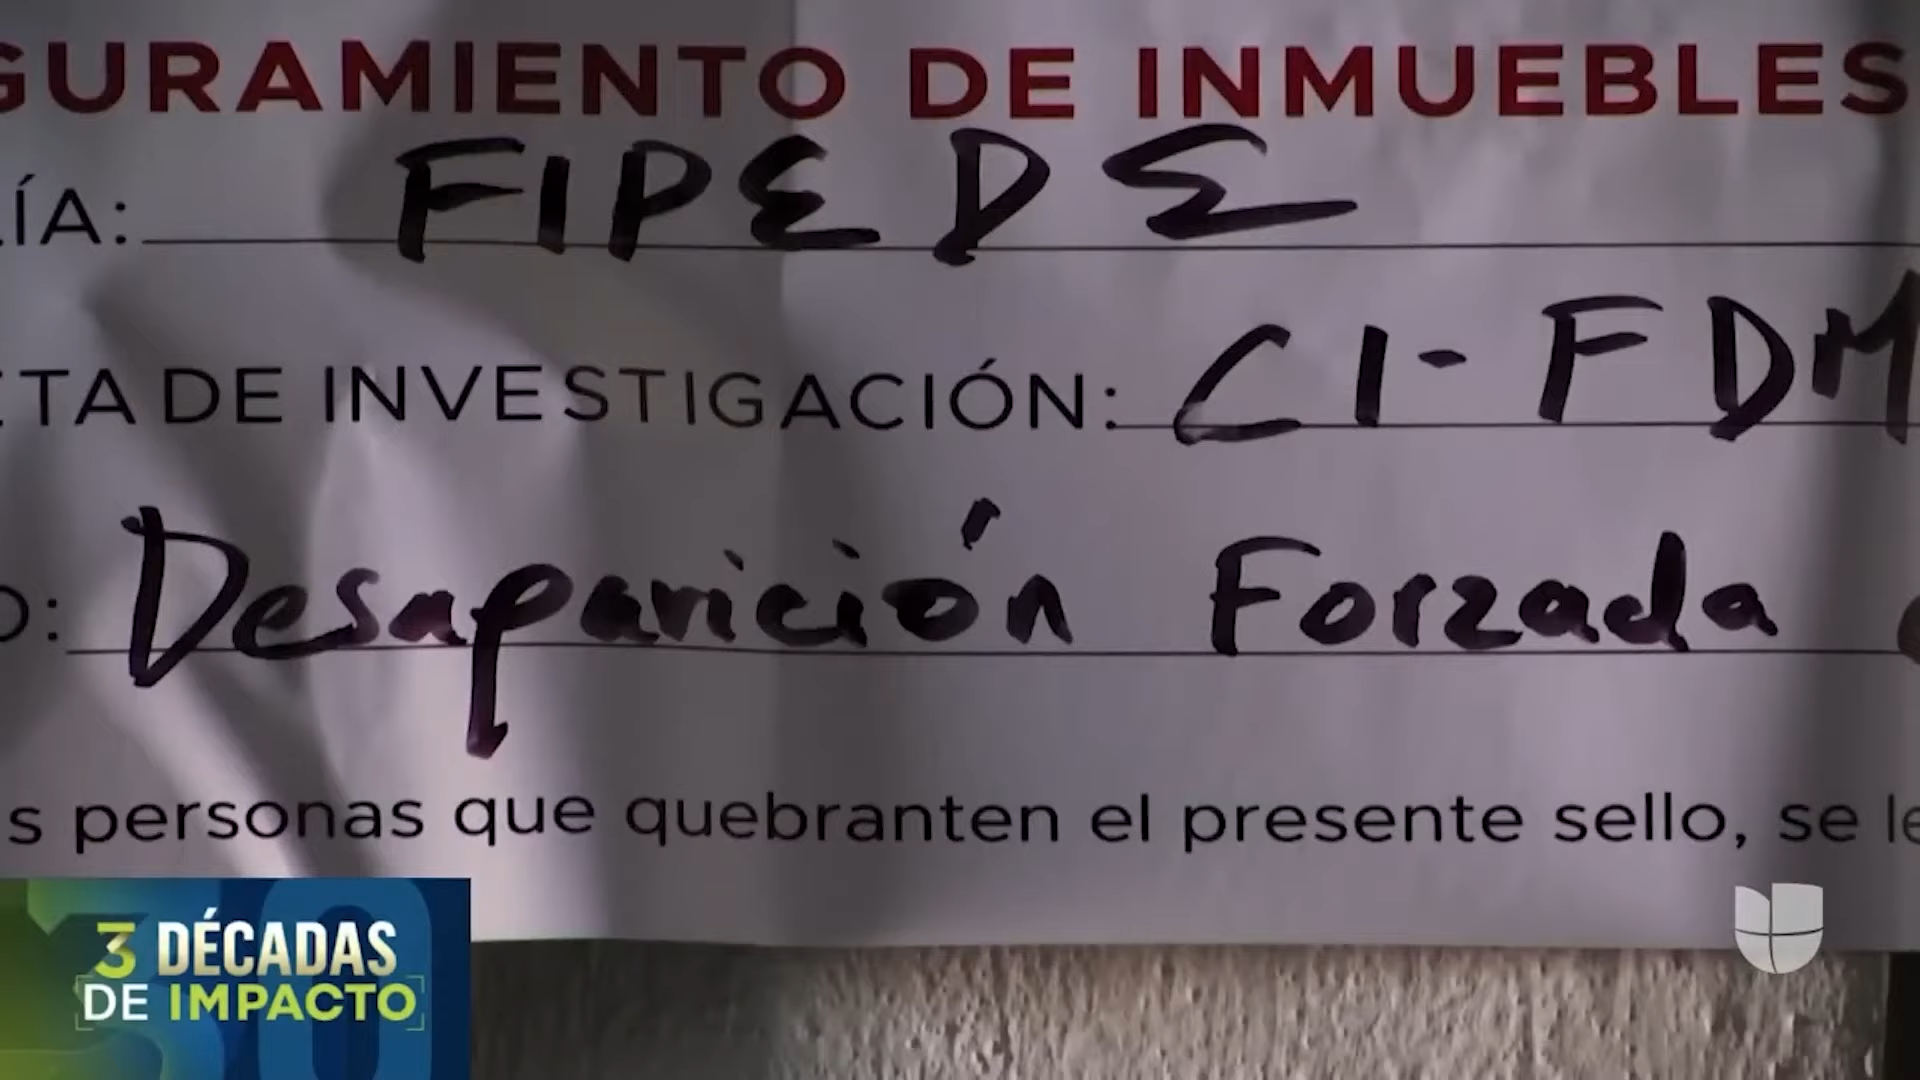 GURAMIENTO DE INMUEBLES
LÍA: FIPEDE
ETA DE INVESTIGACIÓN: CI-FDM
O: Desaparición Forzada
s personas que quebranten el presente sello, se le
3 DÉCADAS
DE IMPACTO